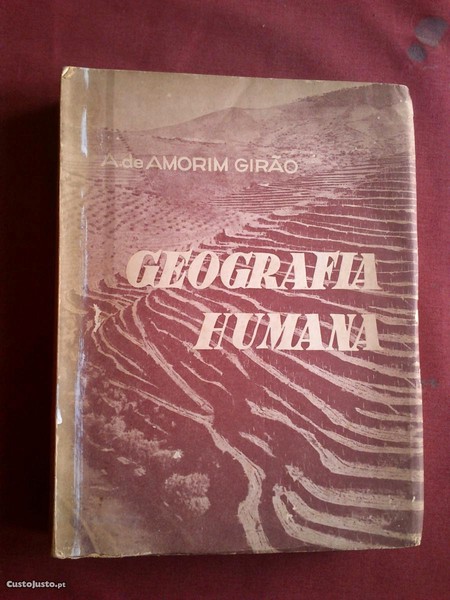 A. de AMORIM GIRÃO
GEOGRAFIA
HUMANA
CustoJusto.pt